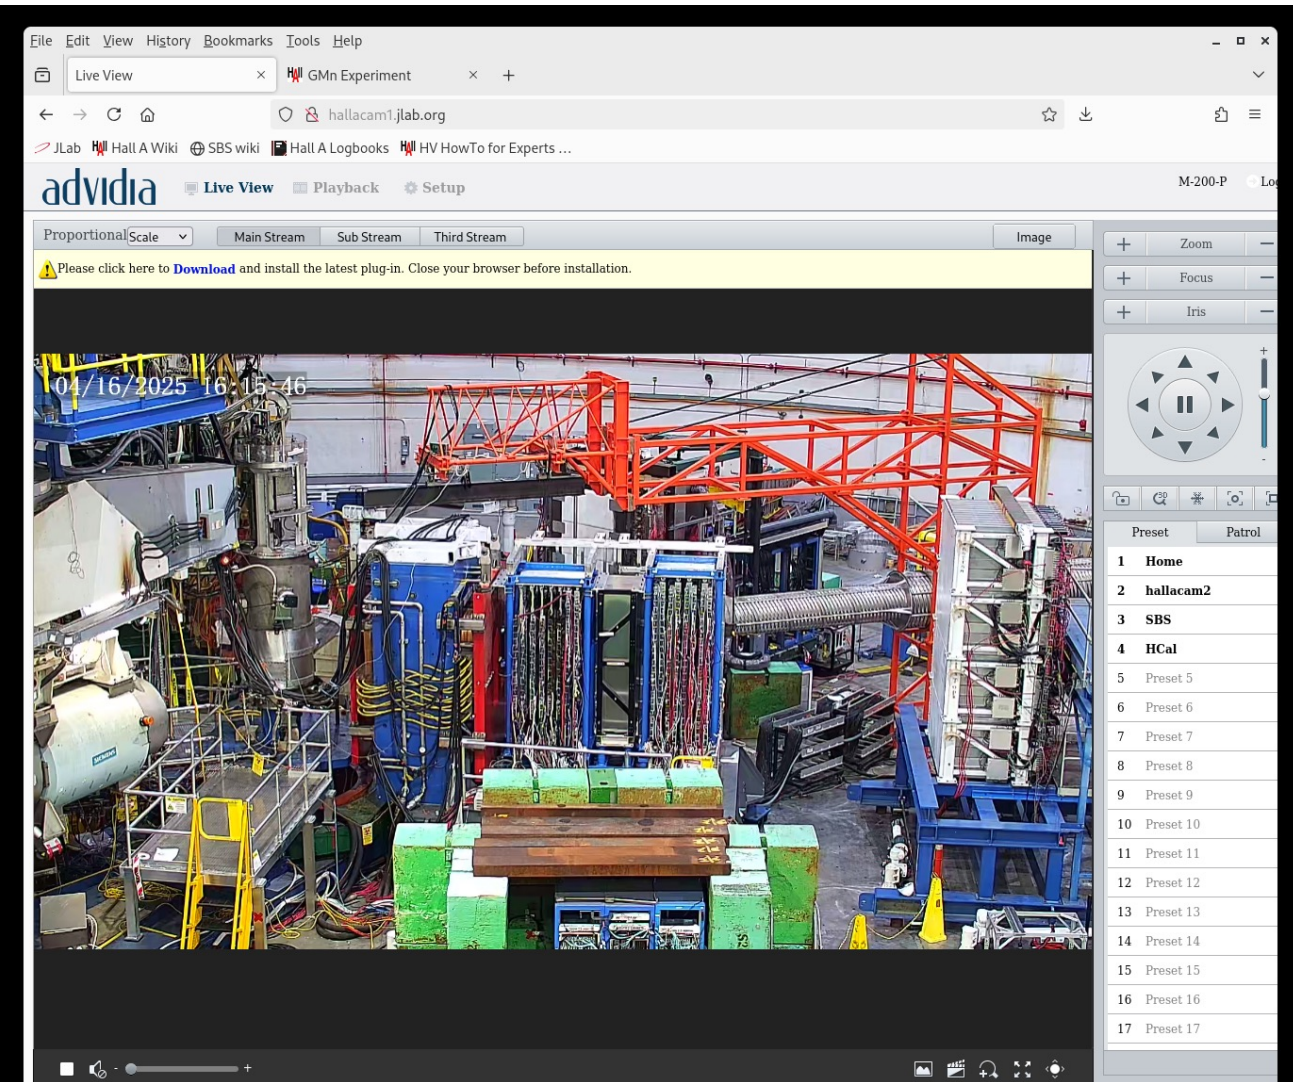 File Edit View History Bookmarks Tools Help
Live View × HAll GMn Experiment × +
hallacam1.jlab.org
JLab HAll Hall A Wiki SBS wiki Hall A Logbooks HAll HV HowTo for Experts ...
advidia Live View Playback Setup M-200-P Log
Proportional Scale Main Stream Sub Stream Third Stream Image
Please click here to Download and install the latest plug-in. Close your browser before installation.
+ Zoom −
+ Focus −
+ Iris −
04/16/2025 16:15:46
+
-
3D
Preset Patrol
1 Home
2 hallacam2
3 SBS
4 HCal
5 Preset 5
6 Preset 6
7 Preset 7
8 Preset 8
9 Preset 9
10 Preset 10
11 Preset 11
12 Preset 12
13 Preset 13
14 Preset 14
15 Preset 15
16 Preset 16
17 Preset 17
- +